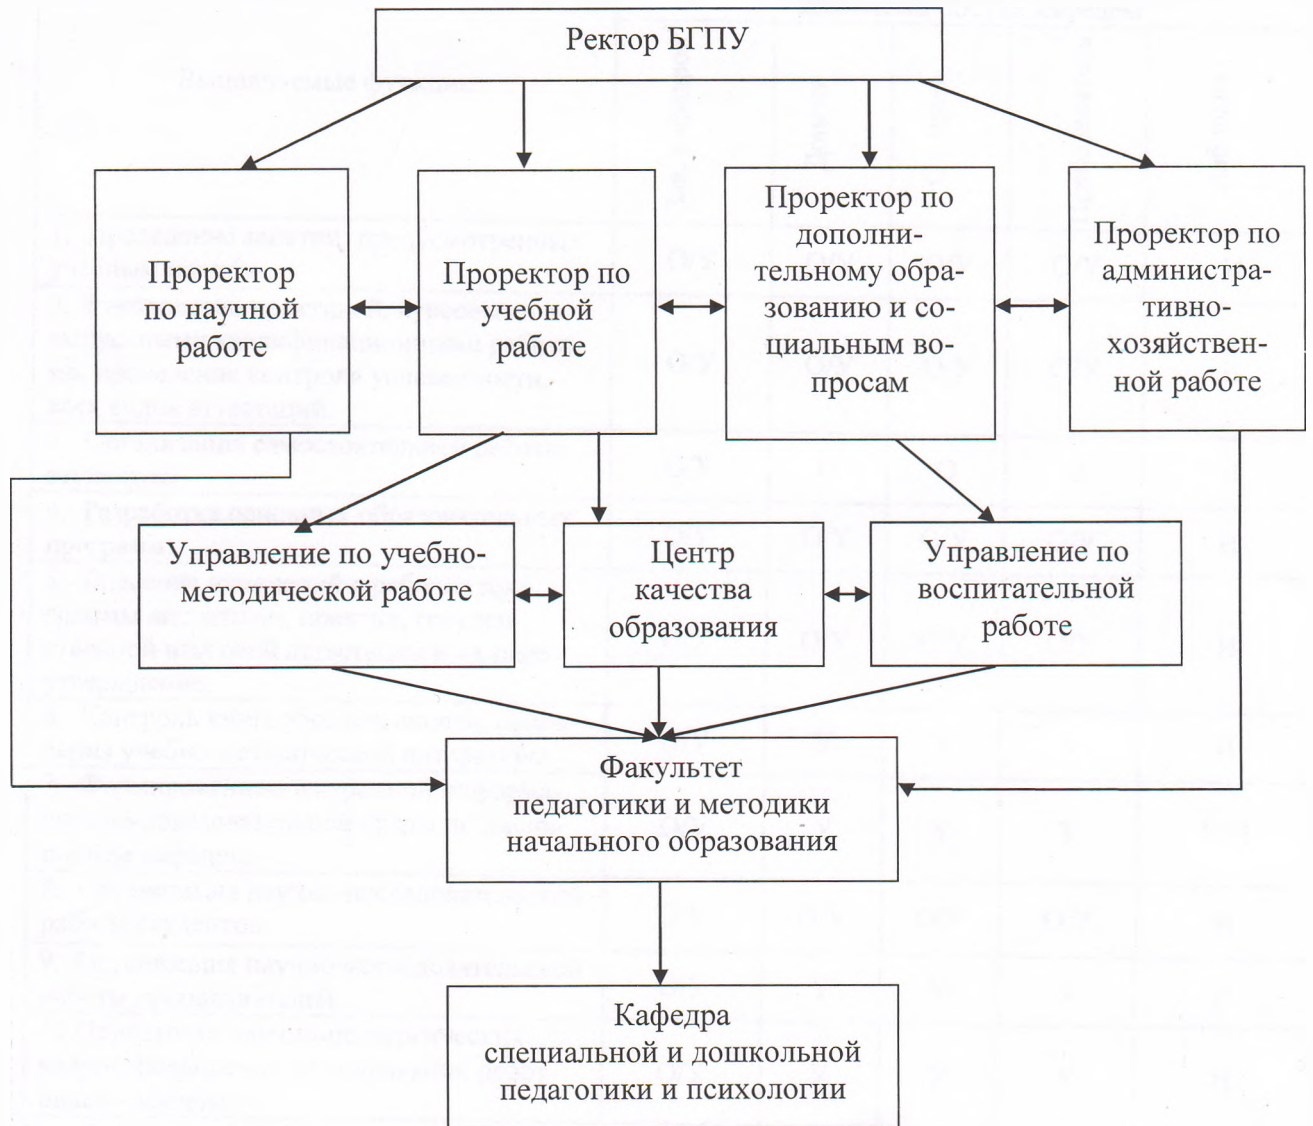 Ректор БГПУ
Проректор
по научной
работе
Проректор по
учебной
работе
Проректор по
дополни-
тельному обра-
зованию и со-
циальным во-
просам
Проректор по
администра-
тивно-
хозяйствен-
ной работе
Управление по учебно-
методической работе
Центр
качества
образования
Управление по
воспитательной
работе
Факультет
педагогики и методики
начального образования
Кафедра
специальной и дошкольной
педагогики и психологии